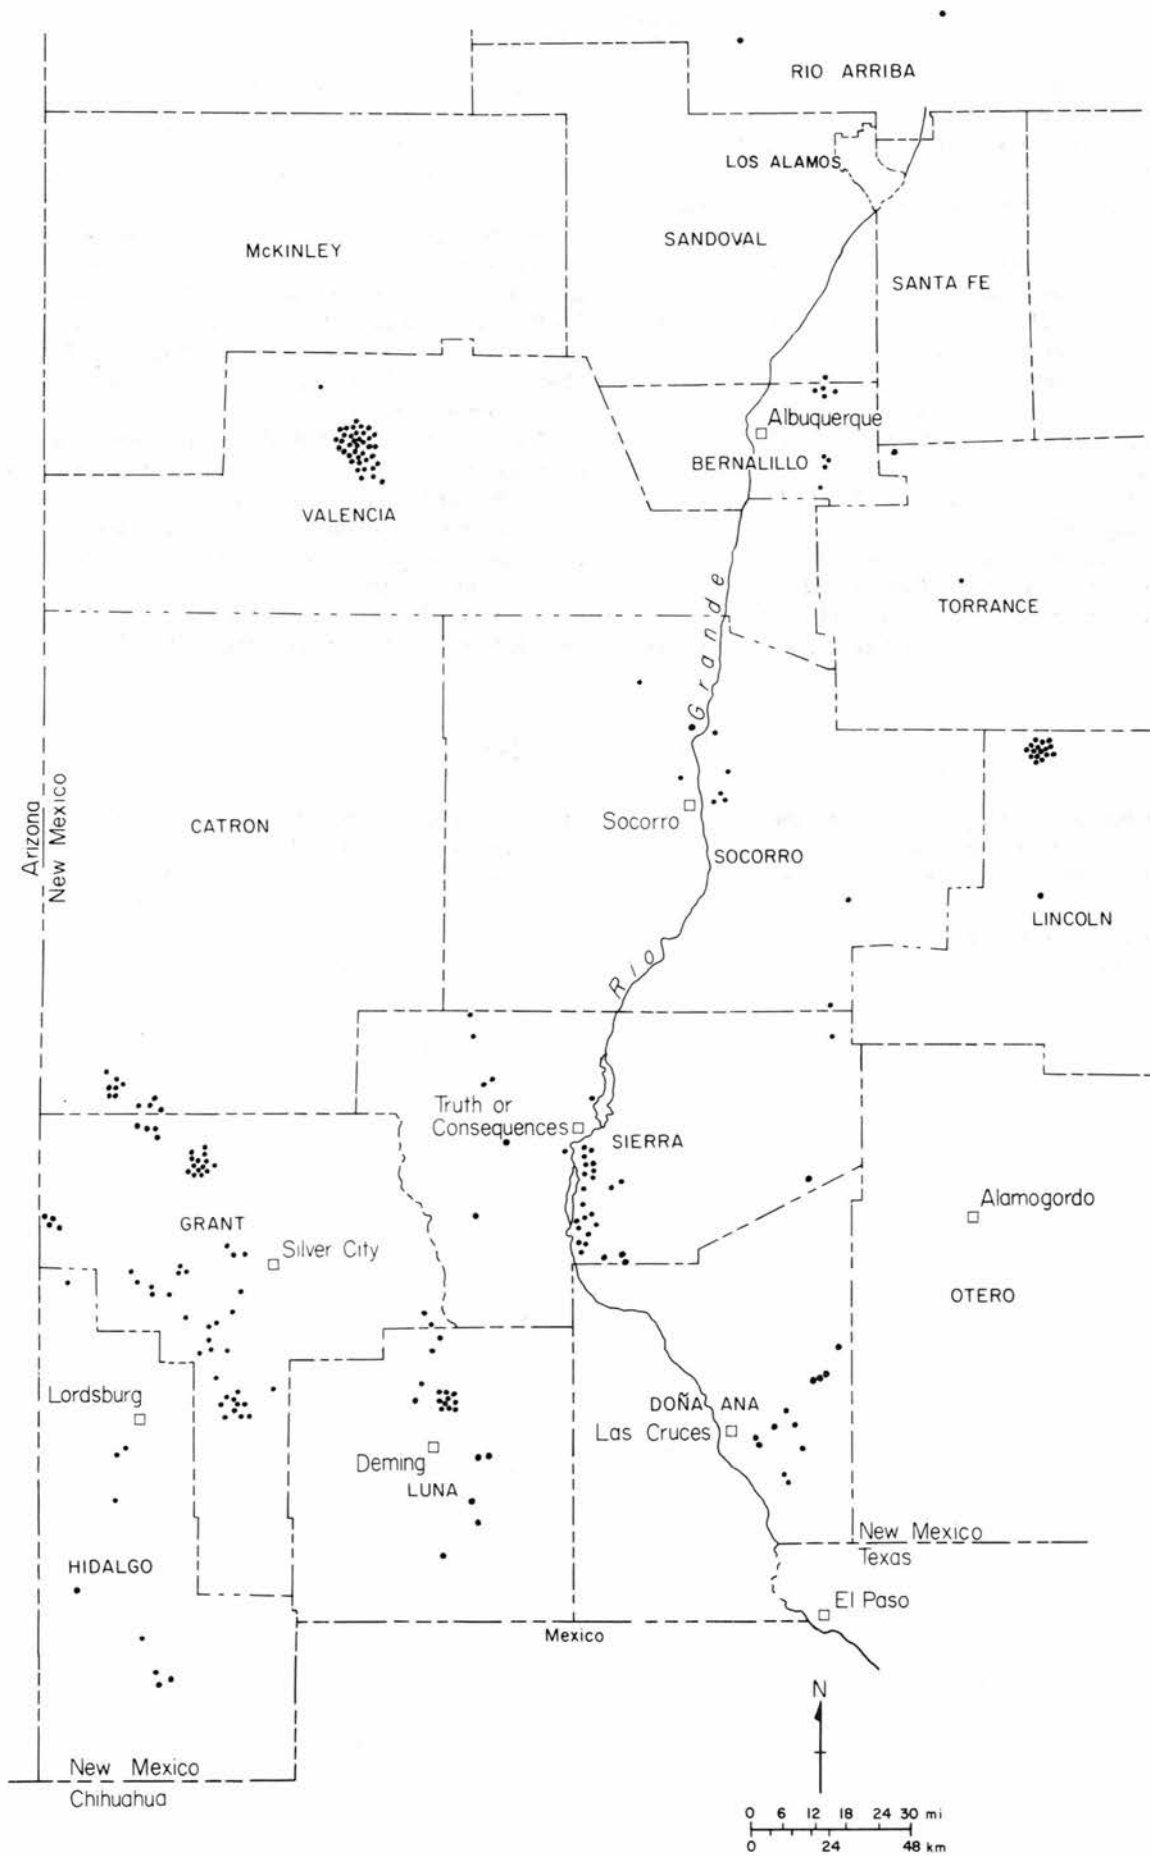 RIO ARRIBA
LOS ALAMOS
SANDOVAL
McKINLEY
SANTA FE
Albuquerque
BERNALILLO
VALENCIA
TORRANCE
Rio Grande
Arizona
New Mexico
CATRON
Socorro
SOCORRO
LINCOLN
Truth or
Consequences
SIERRA
Alamogordo
GRANT
Silver City
OTERO
Lordsburg
DOÑA ANA
Las Cruces
Deming
LUNA
New Mexico
Texas
HIDALGO
El Paso
Mexico
N
New Mexico
Chihuahua
0 6 12 18 24 30 mi
0 24 48 km